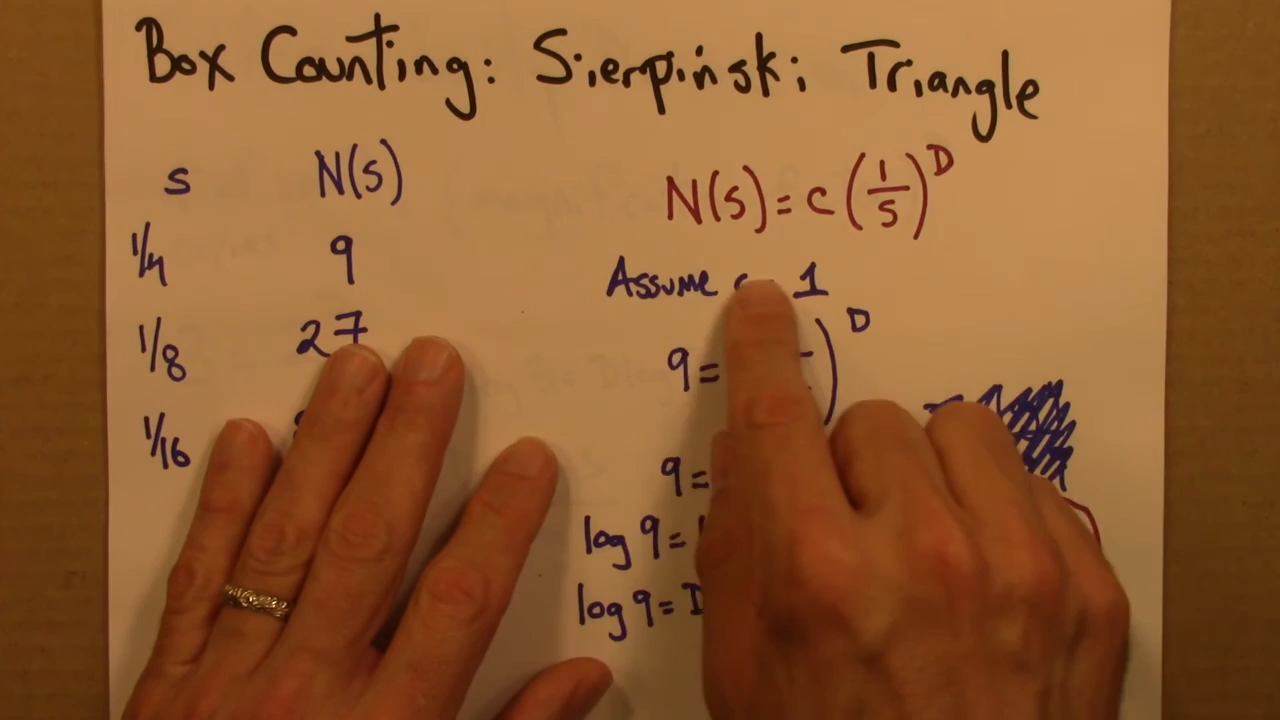 Box Counting: Sierpinski Triangle
s N(s)
1/4 9
1/8 27
1/16
N(s) = c (1/s)^D
Assume 1
9 = ) D
9 =
log 9 =
log 9 = D